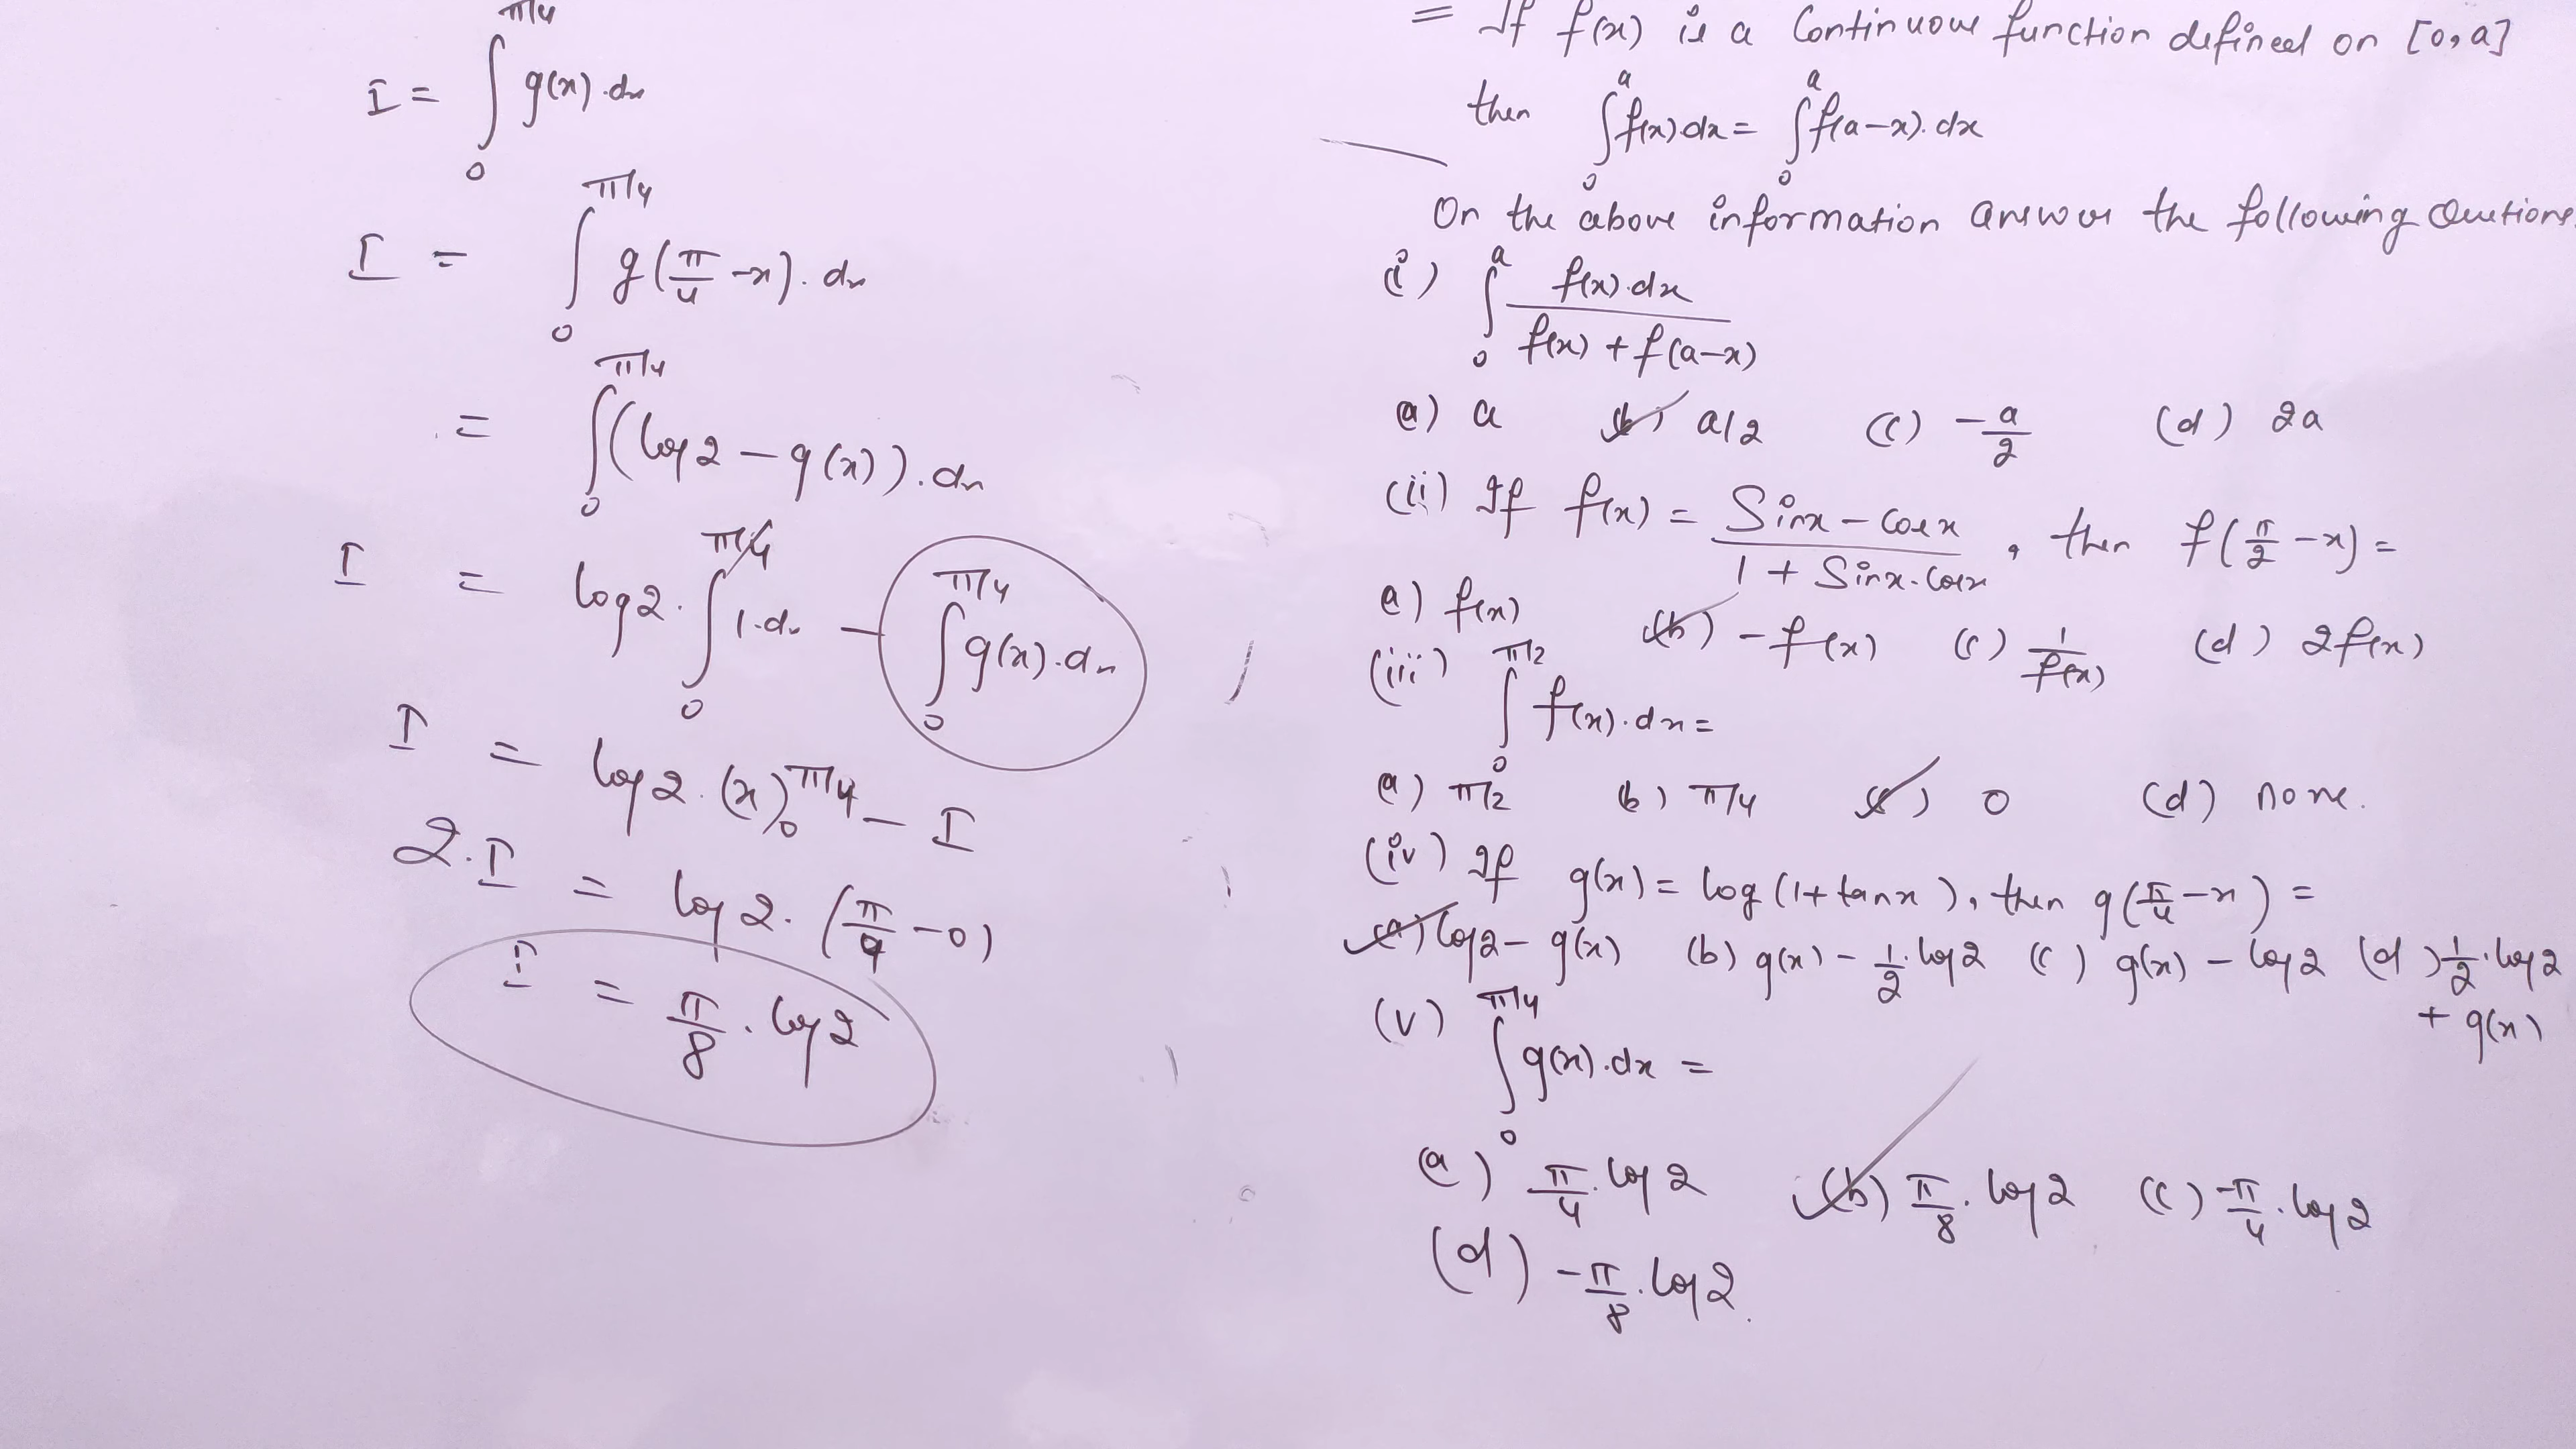 I = ∫₀^{π/4} g(x).dx
I = ∫₀^{π/4} g(π/4 -x).dx
= ∫₀^{π/4} (log2 - g(x)).dx
I = log2. ∫₀^{π/4} 1.dx - ∫₀^{π/4} g(x).dx
I = log2.(x)₀^{π/4} - I
2.I = log2.(π/4 -0)
I = π/8 . log2
= If f(x) is a Continuous function defined on [0,a]
then ∫₀^a f(x).dx = ∫₀^a f(a-x).dx
On the above information answer the following Questions.
(i) ∫₀^a f(x).dx / f(x) + f(a-x)
(a) a (b) a/2 (c) -a/2 (d) 2a
(ii) If f(x) = Sinx - Cosx / 1 + Sinx.Cosx , then f(π/2 -x) =
a) f(x) (b) - f(x) (c) 1/f(x) (d) 2f(x)
(iii) ∫₀^{π/2} f(x).dx =
(a) π/2 (b) π/4 (c) 0 (d) none.
(iv) If g(x) = log(1+tanx), then g(π/4 -x) =
(a) log2 - g(x) (b) g(x) - 1/2.log2 (c) g(x) - log2 (d) 1/2.log2
+ g(x)
(v) ∫₀^{π/4} g(x).dx =
(a) π/4.log2 (b) π/8.log2 (c) -π/4.log2
(d) -π/8.log2.